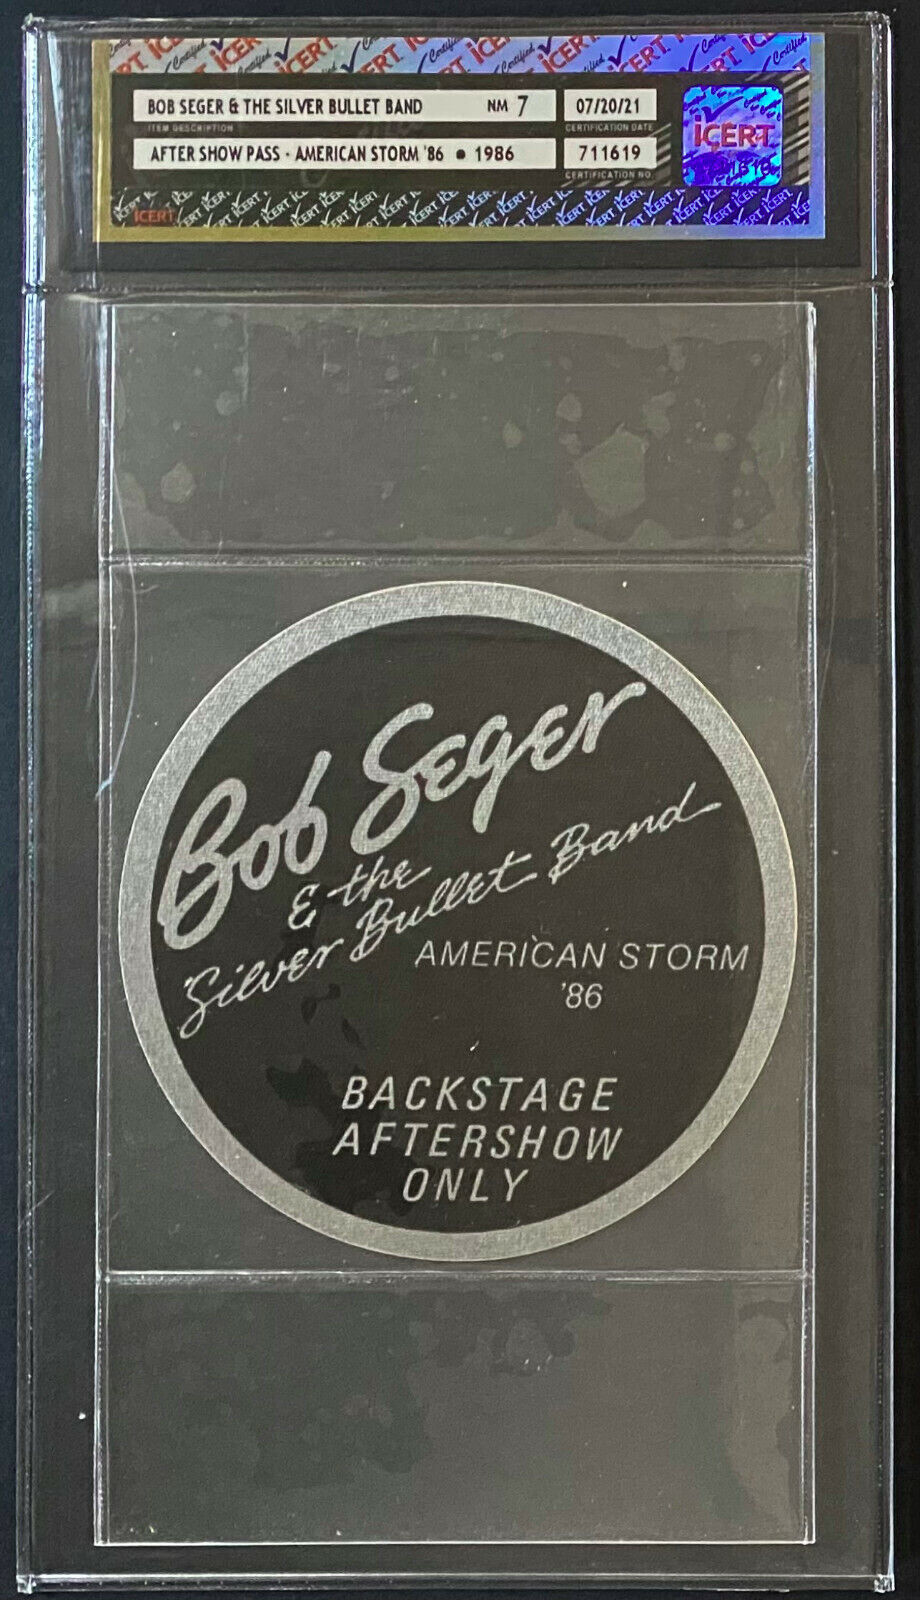 BOB SEGER & THE SILVER BULLET BAND NM 7 07/20/21
ITEM DESCRIPTION CERTIFICATION DATE
AFTER SHOW PASS - AMERICAN STORM '86 • 1986 711619
CERTIFICATION NO.
iCERT
iCERT
Bob Seger
& the
Silver Bullet Band
AMERICAN STORM
'86
BACKSTAGE
AFTERSHOW
ONLY